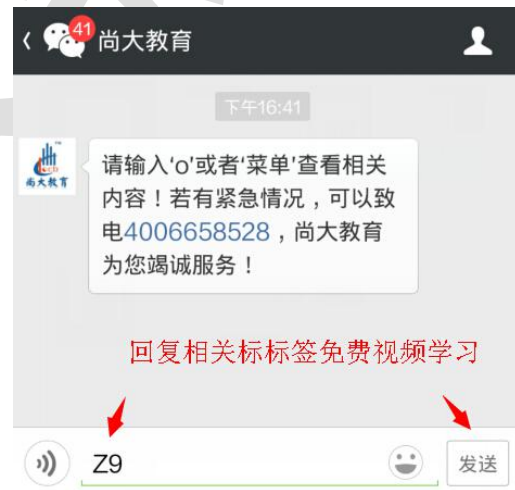 41
尚大教育
下午16:41
请输入‘o’或者‘菜单’查看相关
内容！若有紧急情况，可以致
电4006658528，尚大教育
为您竭诚服务！
尚大教育
回复相关标标签免费视频学习
Z9
发送